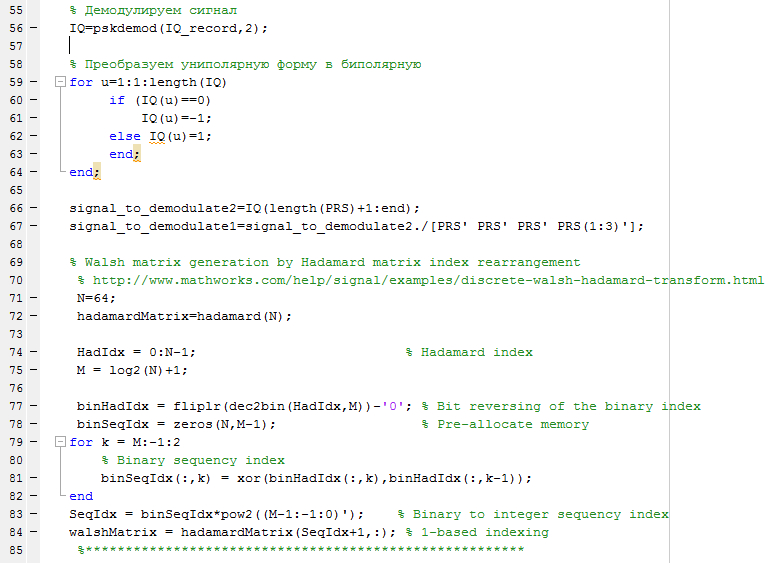 55 % Демодулируем сигнал
56 – IQ=pskdemod(IQ_record,2);
57
58 % Преобразуем униполярную форму в биполярную
59 – for u=1:1:length(IQ)
60 – if (IQ(u)==0)
61 – IQ(u)=-1;
62 – else IQ(u)=1;
63 – end;
64 – end;
65
66 – signal_to_demodulate2=IQ(length(PRS)+1:end);
67 – signal_to_demodulate1=signal_to_demodulate2./[PRS' PRS' PRS' PRS(1:3)'];
68
69 % Walsh matrix generation by Hadamard matrix index rearrangement
70 % http://www.mathworks.com/help/signal/examples/discrete-walsh-hadamard-transform.html
71 – N=64;
72 – hadamardMatrix=hadamard(N);
73
74 – HadIdx = 0:N-1; % Hadamard index
75 – M = log2(N)+1;
76
77 – binHadIdx = fliplr(dec2bin(HadIdx,M))-'0'; % Bit reversing of the binary index
78 – binSeqIdx = zeros(N,M-1); % Pre-allocate memory
79 – for k = M:-1:2
80 % Binary sequency index
81 – binSeqIdx(:,k) = xor(binHadIdx(:,k),binHadIdx(:,k-1));
82 – end
83 – SeqIdx = binSeqIdx*pow2((M-1:-1:0)'); % Binary to integer sequency index
84 – walshMatrix = hadamardMatrix(SeqIdx+1,:); % 1-based indexing
85 %*******************************************************